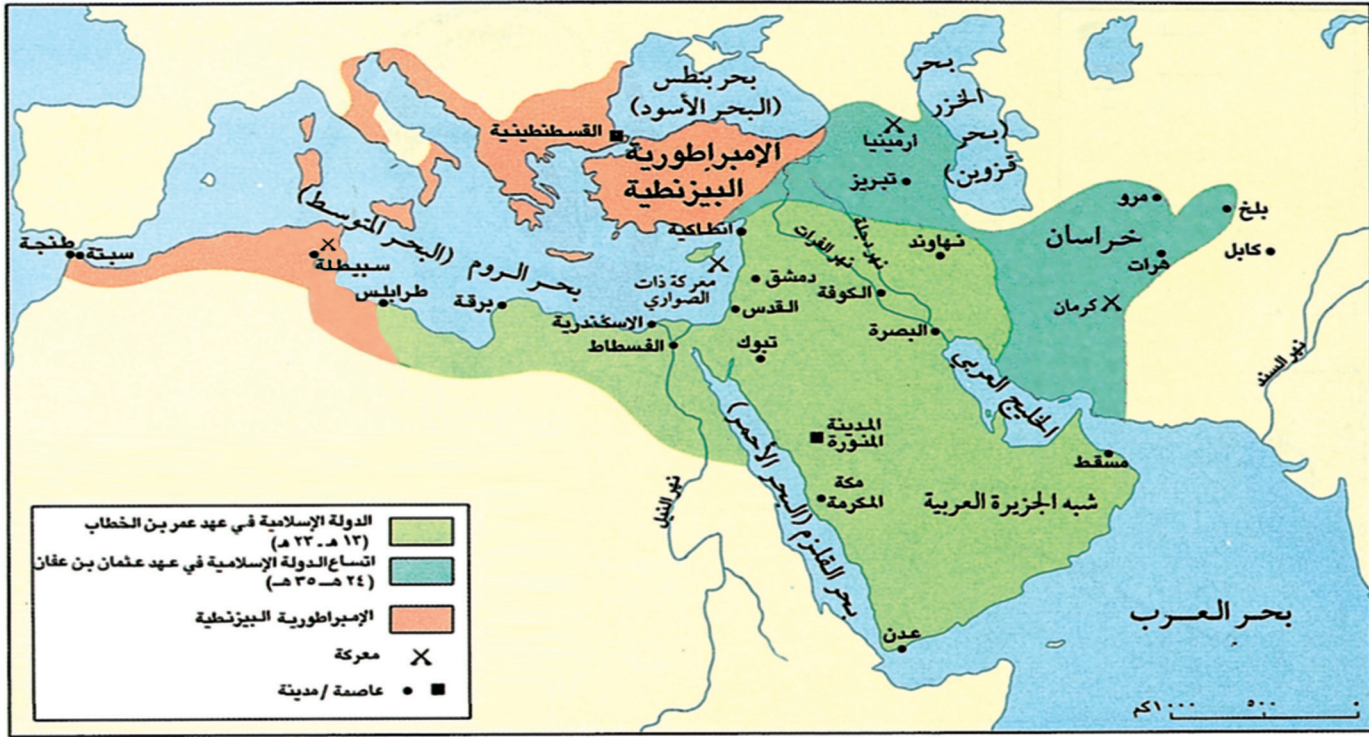 بحر بنطس
(البحر الأسود)
بحر
الخزر
(بحر
قزوين)
القسطنطينية
الإمبراطورية
البيزنطية
أرمينيا
تبريز
مرو
بلخ
خراسان
كابل
هرات
كرمان
نهر السند
طنجة
سبتة
سبيطلة
بحر الروم (البحر المتوسط)
طرابلس
برقة
انطاكية
نهر الفرات
نهر دجلة
نهاوند
معركة ذات
الصواري
دمشق
الكوفة
القدس
البصرة
الإسكندرية
الفسطاط
تبوك
الخليج العربي
المدينة
المنورة
مكة
المكرمة
مسقط
شبه الجزيرة العربية
نهر النيل
بحر القلزم (البحر الأحمر)
عدن
بحر العرب
الدولة الإسلامية في عهد عمر بن الخطاب
(١٣ هـ - ٢٣ هـ)
اتساع الدولة الإسلامية في عهد عثمان بن عفان
(٢٤ هـ - ٣٥ هـ)
الإمبراطورية البيزنطية
معركة
عاصمة / مدينة
٠ ٥٠٠ ١٠٠٠ كم